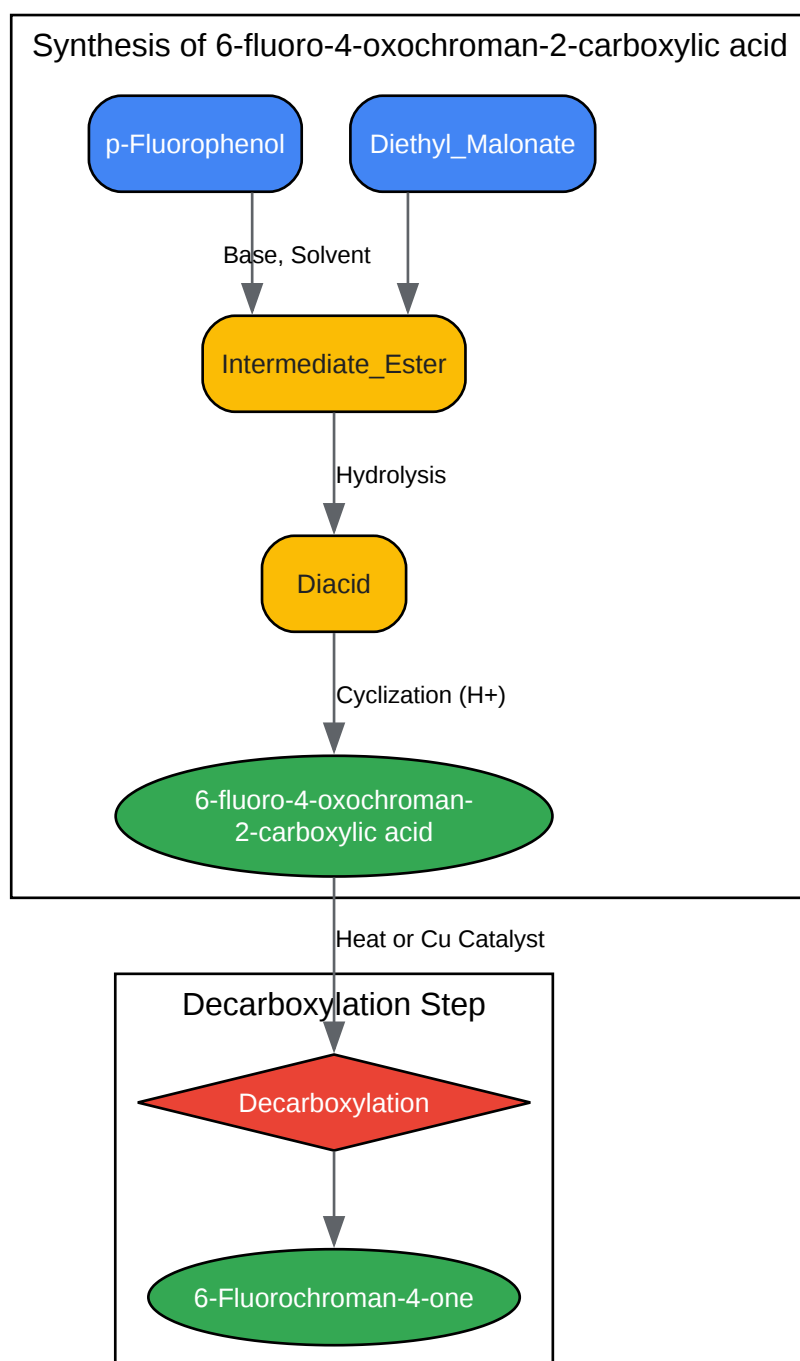 Synthesis of 6-fluoro-4-oxochroman-2-carboxylic acid
p-Fluorophenol
Diethyl_Malonate
Base, Solvent
Intermediate_Ester
Hydrolysis
Diacid
Cyclization (H+)
6-fluoro-4-oxochroman-
2-carboxylic acid
Heat or Cu Catalyst
Decarboxylation Step
Decarboxylation
6-Fluorochroman-4-one